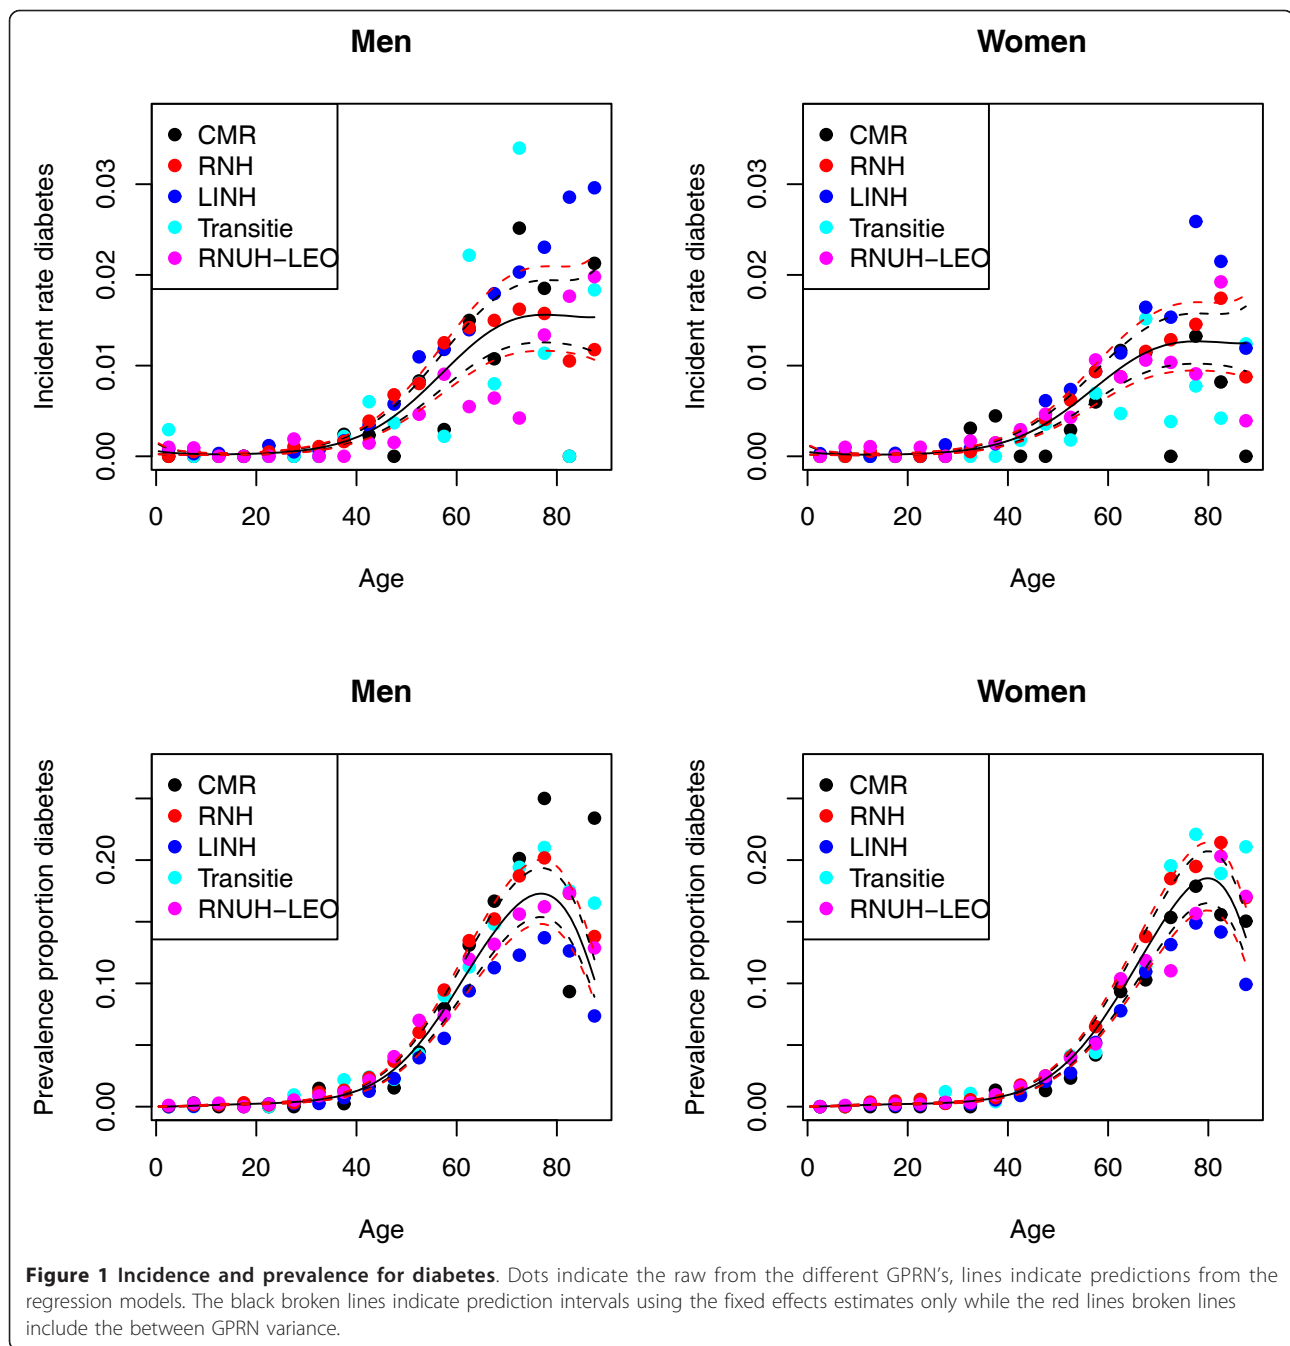 Men
Women
Incident rate diabetes
0.00 0.01 0.02 0.03
CMR
RNH
LINH
Transitie
RNUH-LEO
0 20 40 60 80
Age
Incident rate diabetes
0.00 0.01 0.02 0.03
CMR
RNH
LINH
Transitie
RNUH-LEO
0 20 40 60 80
Age
Men
Women
Prevalence proportion diabetes
0.00 0.10 0.20
CMR
RNH
LINH
Transitie
RNUH-LEO
0 20 40 60 80
Age
Prevalence proportion diabetes
0.00 0.10 0.20
CMR
RNH
LINH
Transitie
RNUH-LEO
0 20 40 60 80
Age
Figure 1 Incidence and prevalence for diabetes. Dots indicate the raw from the different GPRN's, lines indicate predictions from the
regression models. The black broken lines indicate prediction intervals using the fixed effects estimates only while the red lines broken lines
include the between GPRN variance.